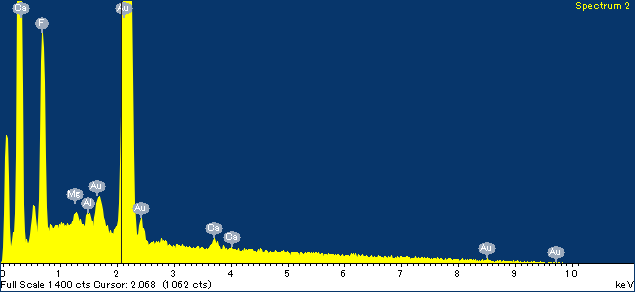 Spectrum 2
Ca Au
F
Mg Al Au Au
Ca Ca Au Au
0 1 2 3 4 5 6 7 8 9 10
Full Scale 1400 cts Cursor: 2.068 (1062 cts) keV